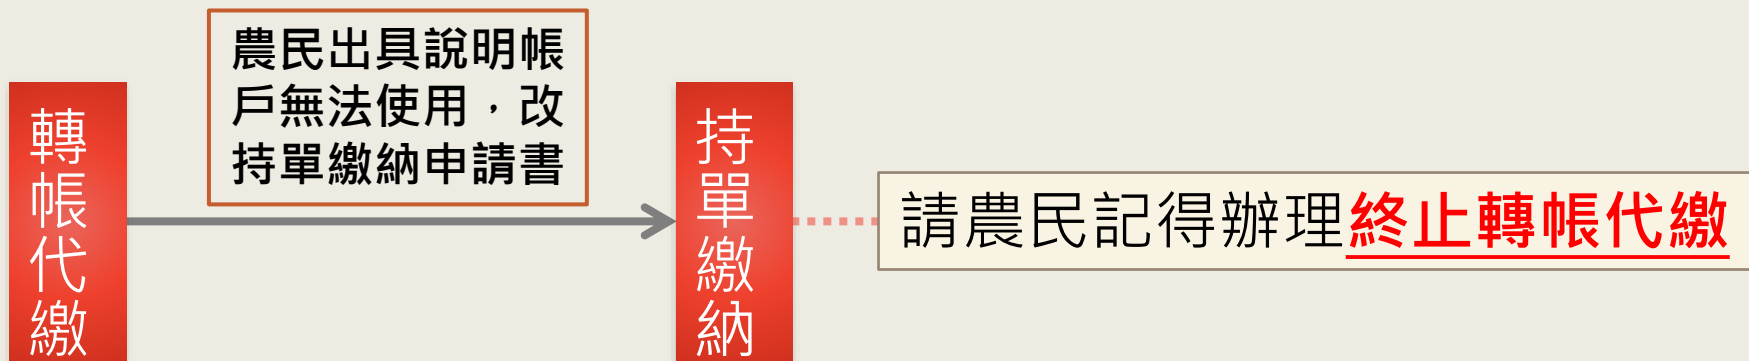 轉帳代繳
農民出具說明帳
戶無法使用，改
持單繳納申請書
持單繳納
請農民記得辦理終止轉帳代繳